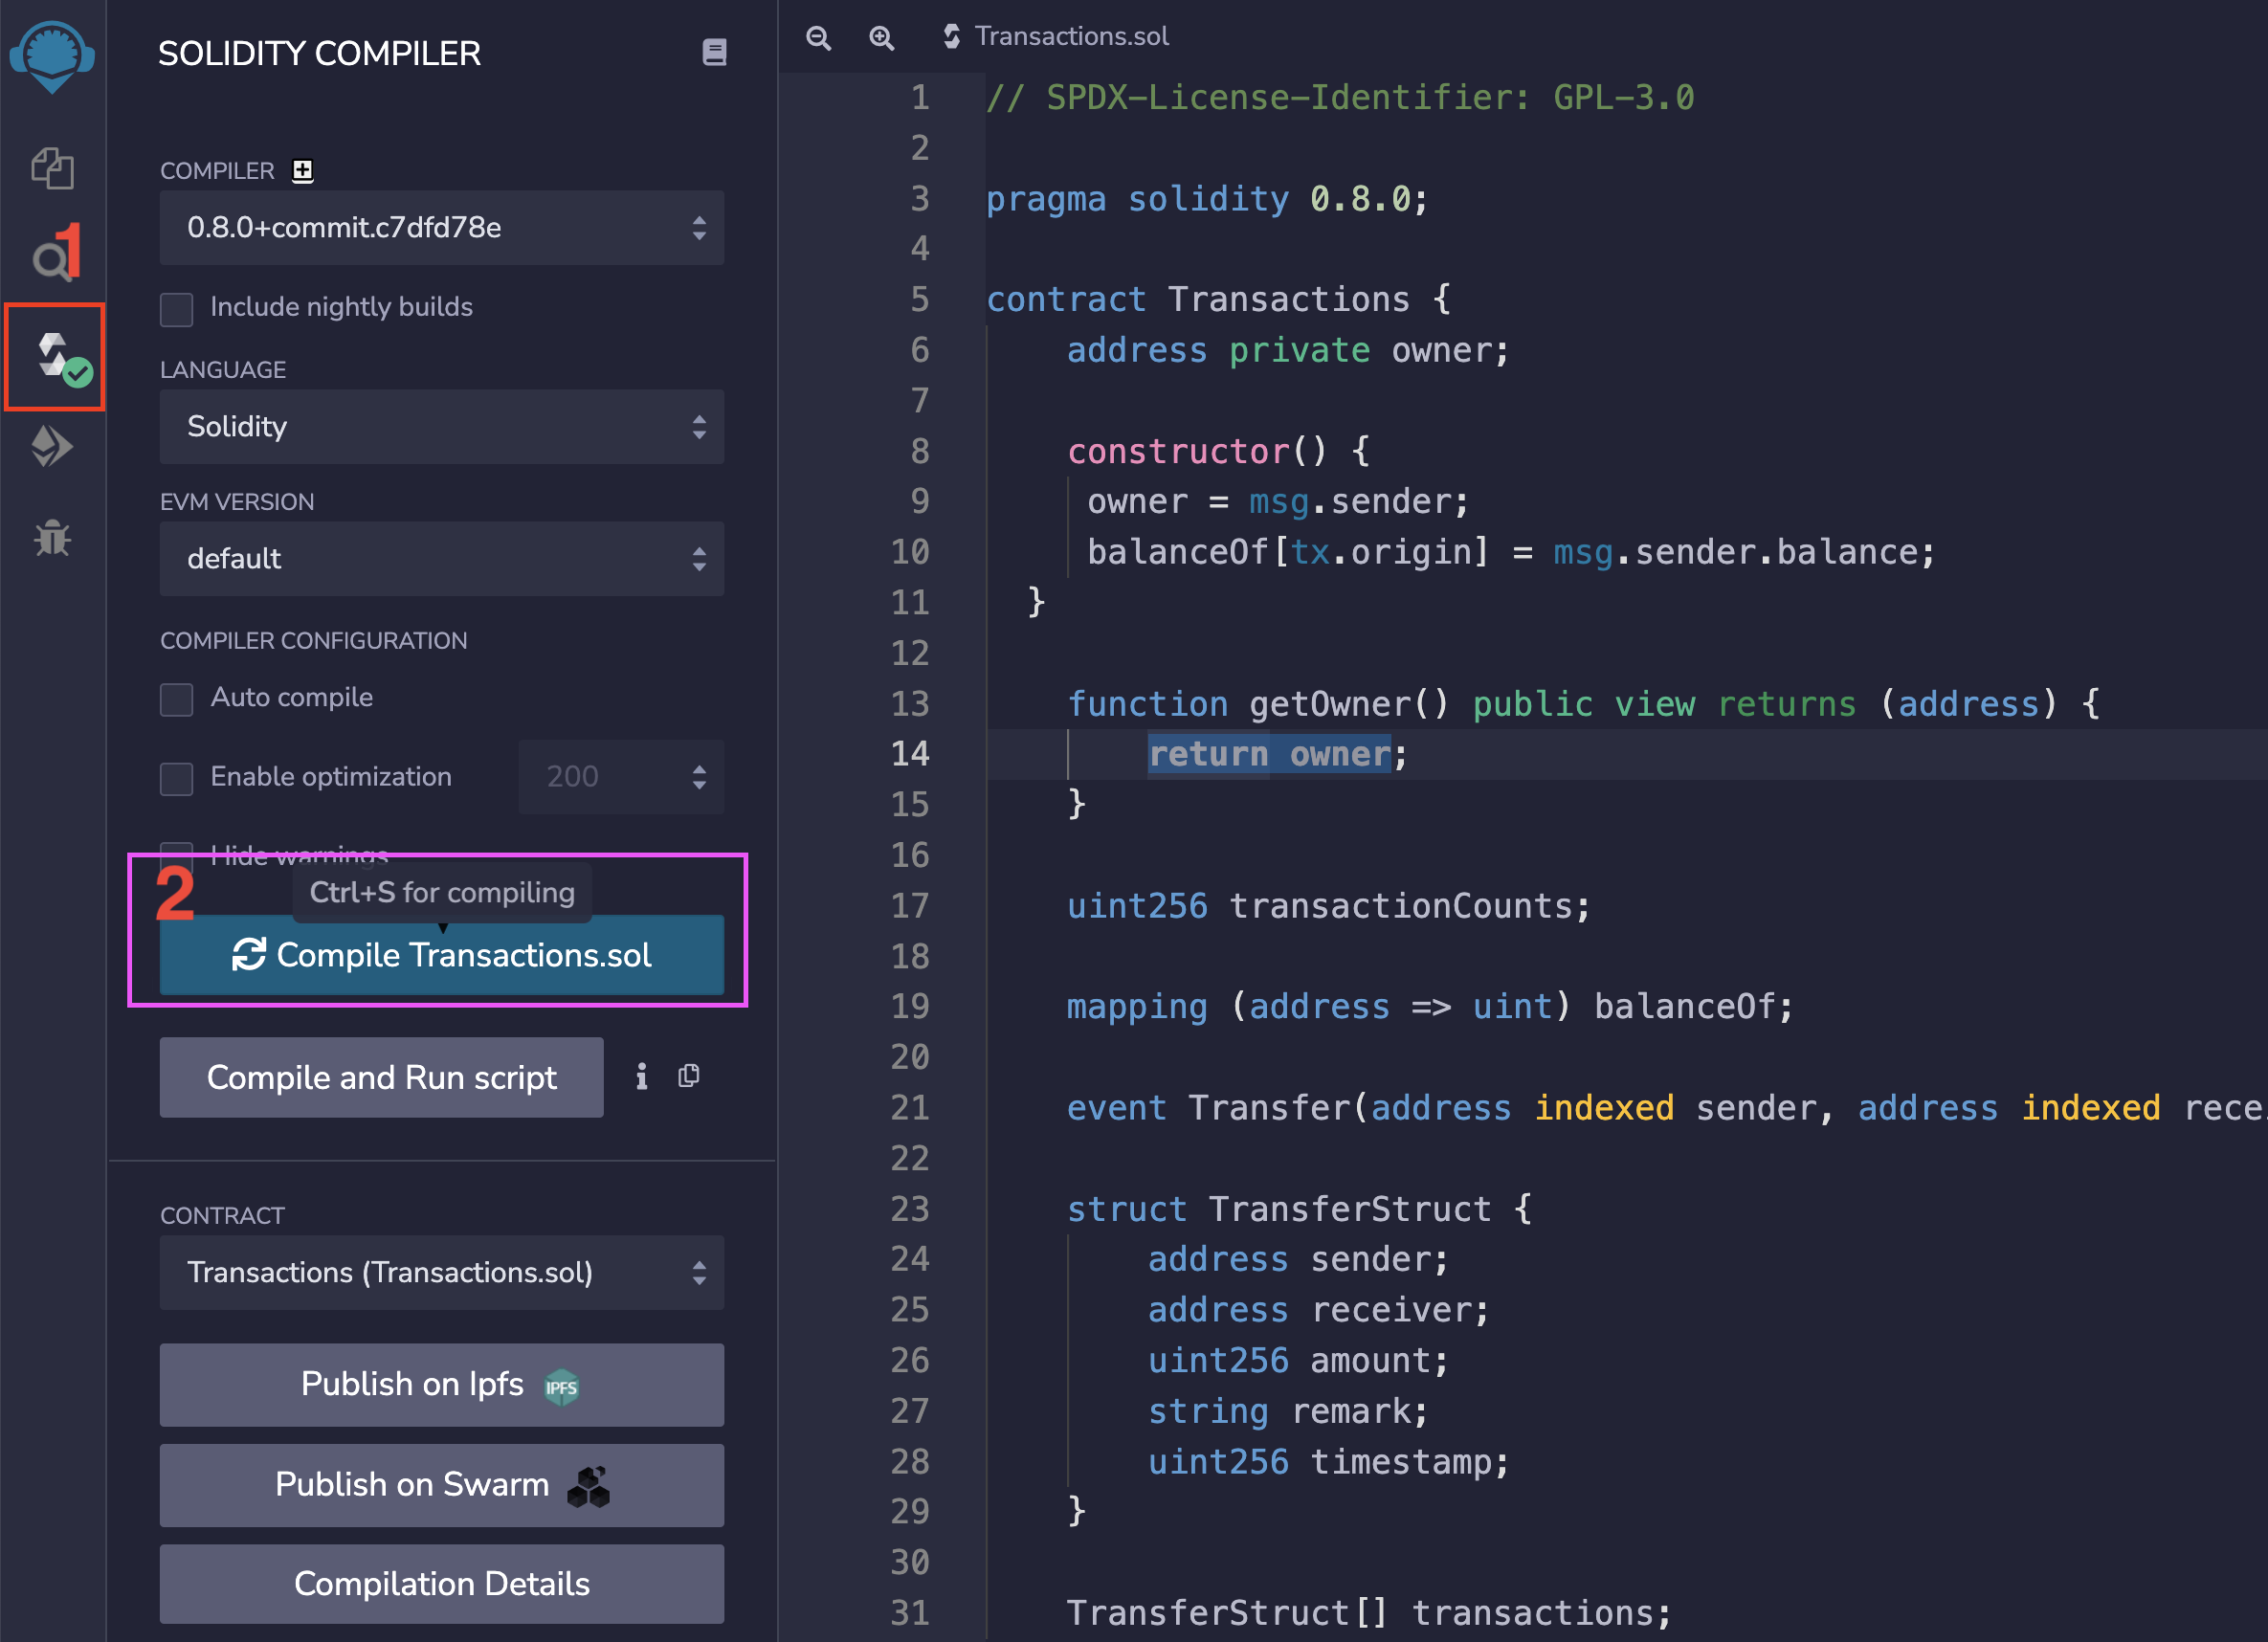 SOLIDITY COMPILER
COMPILER
0.8.0+commit.c7dfd78e
1
Include nightly builds
LANGUAGE
Solidity
EVM VERSION
default
COMPILER CONFIGURATION
Auto compile
Enable optimization 200
Hide warnings
2
Ctrl+S for compiling
Compile Transactions.sol
Compile and Run script
CONTRACT
Transactions (Transactions.sol)
Publish on Ipfs IPFS
Publish on Swarm
Compilation Details
Transactions.sol
1 // SPDX-License-Identifier: GPL-3.0
2
3 pragma solidity 0.8.0;
4
5 contract Transactions {
6 address private owner;
7
8 constructor() {
9 owner = msg.sender;
10 balanceOf[tx.origin] = msg.sender.balance;
11 }
12
13 function getOwner() public view returns (address) {
14 return owner;
15 }
16
17 uint256 transactionCounts;
18
19 mapping (address => uint) balanceOf;
20
21 event Transfer(address indexed sender, address indexed rece
22
23 struct TransferStruct {
24 address sender;
25 address receiver;
26 uint256 amount;
27 string remark;
28 uint256 timestamp;
29 }
30
31 TransferStruct[] transactions;